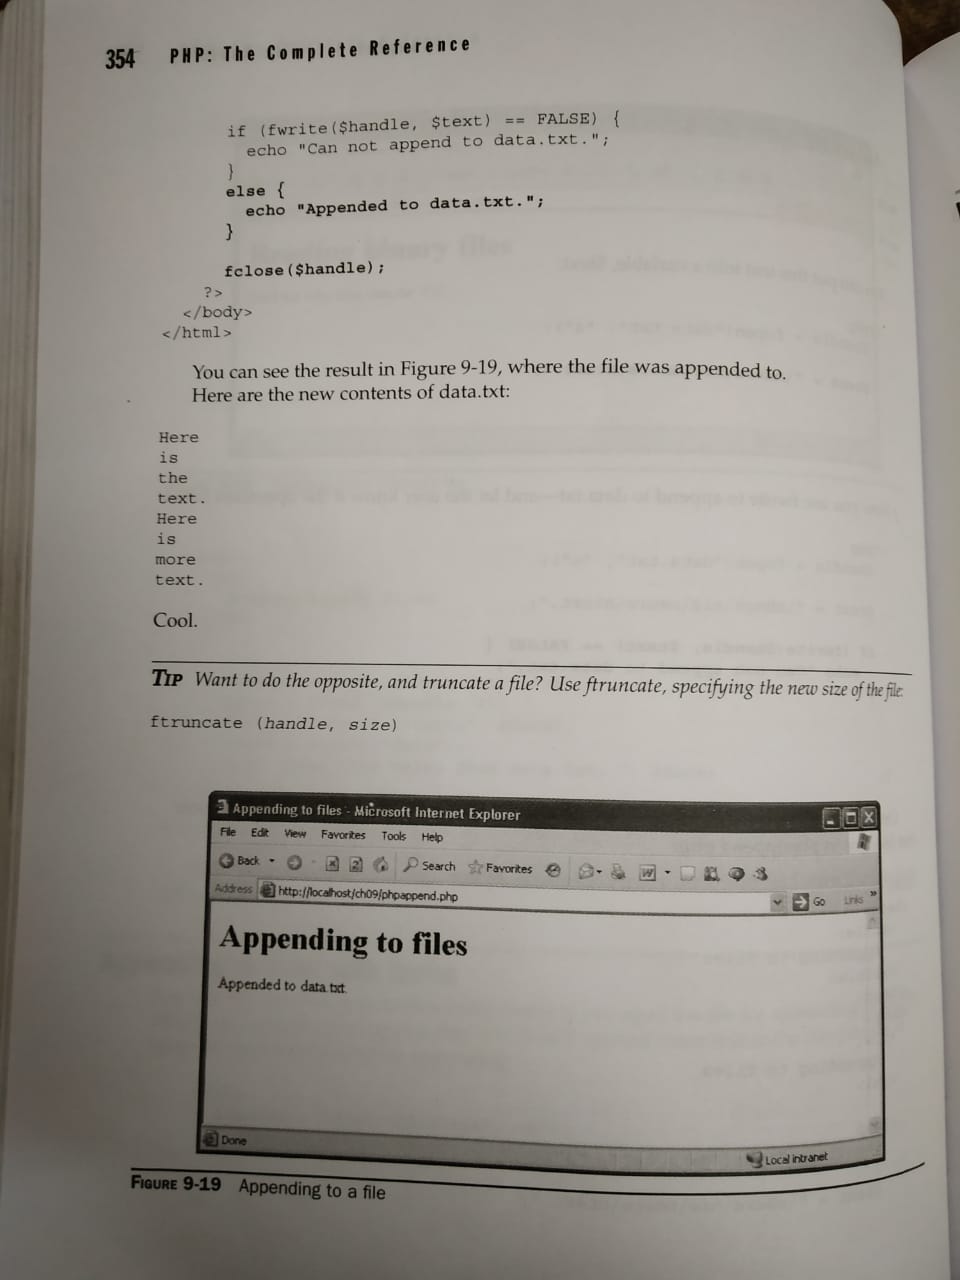 354 PHP: The Complete Reference
if (fwrite($handle, $text) == FALSE) {
echo "Can not append to data.txt.";
}
else {
echo "Appended to data.txt.";
}
fclose($handle);
?>
</body>
</html>
You can see the result in Figure 9-19, where the file was appended to.
Here are the new contents of data.txt:
Here
is
the
text.
Here
is
more
text.
Cool.
TIP Want to do the opposite, and truncate a file? Use ftruncate, specifying the new size of the file:
ftruncate (handle, size)
Appending to files - Microsoft Internet Explorer
File Edit View Favorites Tools Help
Back Search Favorites
Address http://localhost/ch09/phpappend.php Go Links »
Appending to files
Appended to data.txt.
Done
Local intranet
FIGURE 9-19 Appending to a file